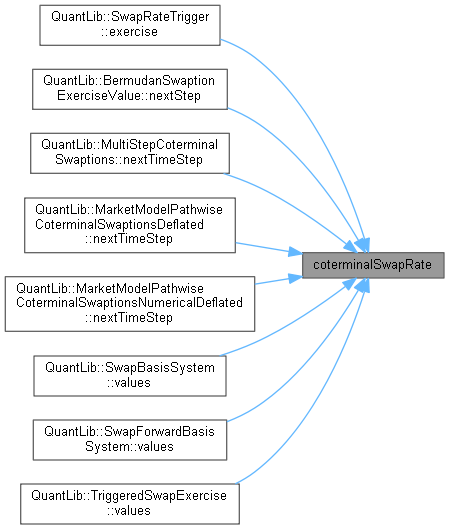 QuantLib::SwapRateTrigger
::exercise
QuantLib::BermudanSwaption
ExerciseValue::nextStep
QuantLib::MultiStepCoterminal
Swaptions::nextTimeStep
QuantLib::MarketModelPathwise
CoterminalSwaptionsDeflated
::nextTimeStep
coterminalSwapRate
QuantLib::MarketModelPathwise
CoterminalSwaptionsNumericalDeflated
::nextTimeStep
QuantLib::SwapBasisSystem
::values
QuantLib::SwapForwardBasis
System::values
QuantLib::TriggeredSwapExercise
::values